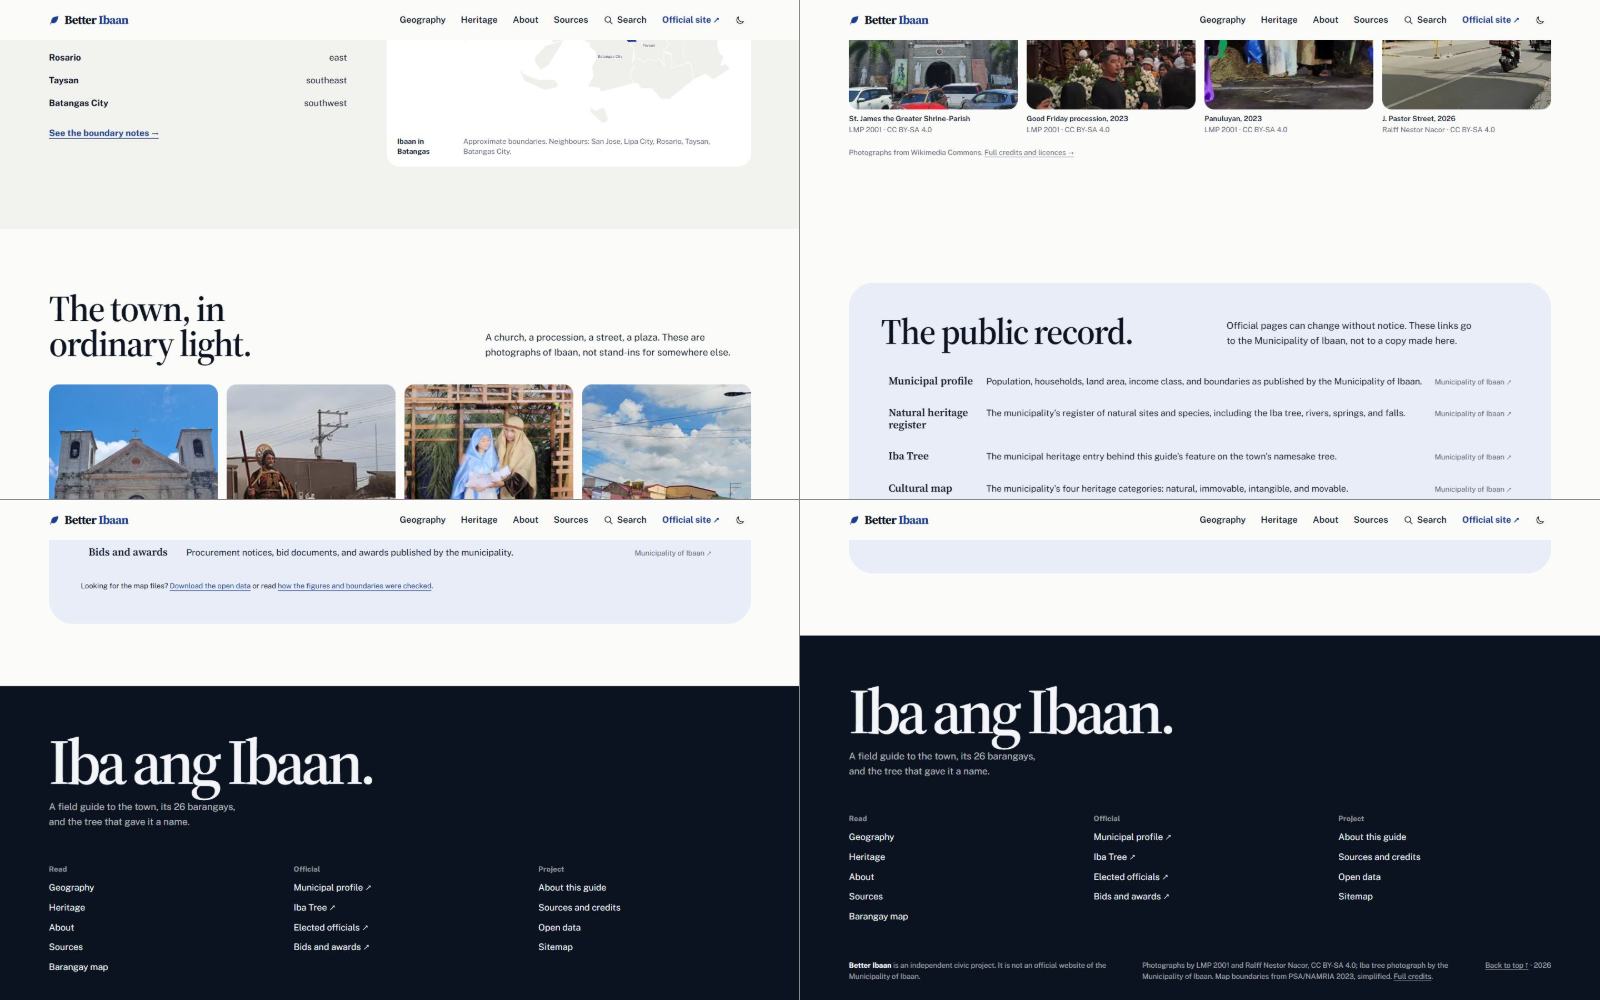 Better Ibaan
Geography Heritage About Sources Search Official site ↗
Rosario east
Taysan southeast
Batangas City southwest
See the boundary notes →
Batangas City
Ibaan in
Batangas
Approximate boundaries. Neighbours: San Jose, Lipa City, Rosario, Taysan,
Batangas City.
The town, in
ordinary light.
A church, a procession, a street, a plaza. These are
photographs of Ibaan, not stand-ins for somewhere else.
Better Ibaan
Geography Heritage About Sources Search Official site ↗
St. James the Greater Shrine-Parish
LMP 2001 · CC BY-SA 4.0
Good Friday procession, 2023
LMP 2001 · CC BY-SA 4.0
Panuluyan, 2023
LMP 2001 · CC BY-SA 4.0
J. Pastor Street, 2026
Ralff Nestor Nacor · CC BY-SA 4.0
Photographs from Wikimedia Commons. Full credits and licences →
The public record.
Official pages can change without notice. These links go
to the Municipality of Ibaan, not to a copy made here.
Municipal profile Population, households, land area, income class, and boundaries as published by the Municipality of Ibaan. Municipality of Ibaan ↗
Natural heritage
register
The municipality's register of natural sites and species, including the Iba tree, rivers, springs, and falls. Municipality of Ibaan ↗
Iba Tree The municipal heritage entry behind this guide's feature on the town's namesake tree. Municipality of Ibaan ↗
Cultural map The municipality's four heritage categories: natural, immovable, intangible, and movable. Municipality of Ibaan ↗
Better Ibaan
Geography Heritage About Sources Search Official site ↗
Bids and awards Procurement notices, bid documents, and awards published by the municipality. Municipality of Ibaan ↗
Looking for the map files? Download the open data or read how the figures and boundaries were checked.
Iba ang Ibaan.
A field guide to the town, its 26 barangays,
and the tree that gave it a name.
Read
Geography
Heritage
About
Sources
Barangay map
Official
Municipal profile ↗
Iba Tree ↗
Elected officials ↗
Bids and awards ↗
Project
About this guide
Sources and credits
Open data
Sitemap
Better Ibaan
Geography Heritage About Sources Search Official site ↗
Iba ang Ibaan.
A field guide to the town, its 26 barangays,
and the tree that gave it a name.
Read
Geography
Heritage
About
Sources
Barangay map
Official
Municipal profile ↗
Iba Tree ↗
Elected officials ↗
Bids and awards ↗
Project
About this guide
Sources and credits
Open data
Sitemap
Better Ibaan is an independent civic project. It is not an official website of the
Municipality of Ibaan.
Photographs by LMP 2001 and Ralff Nestor Nacor, CC BY-SA 4.0; Iba tree photograph by the
Municipality of Ibaan. Map boundaries from PSA/NAMRIA 2023, simplified. Full credits.
Back to top ↑ · 2026